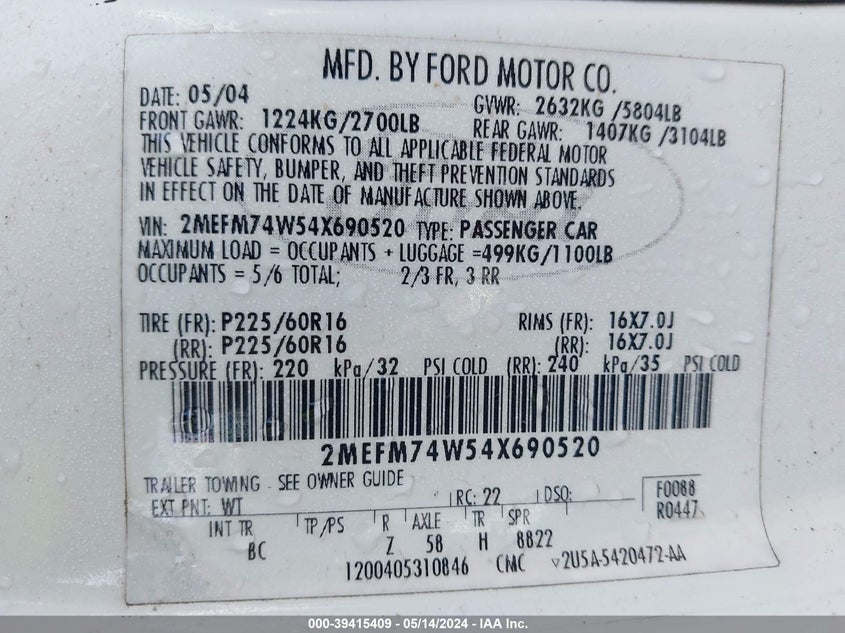 MFD. BY FORD MOTOR CO.
DATE: 05/04 GVWR: 2632KG /5804LB
FRONT GAWR: 1224KG/2700LB REAR GAWR: 1407KG /3104LB
THIS VEHICLE CONFORMS TO ALL APPLICABLE FEDERAL MOTOR
VEHICLE SAFETY, BUMPER, AND THEFT PREVENTION STANDARDS
IN EFFECT ON THE DATE OF MANUFACTURE SHOWN ABOVE.
VIN: 2MEFM74W54X690520 TYPE: PASSENGER CAR
MAXIMUM LOAD = OCCUPANTS + LUGGAGE =499KG/1100LB
OCCUPANTS = 5/6 TOTAL; 2/3 FR, 3 RR
TIRE (FR): P225/60R16 RIMS (FR): 16X7.0J
(RR): P225/60R16 (RR): 16X7.0J
PRESSURE (FR): 220 kPa/32 PSI COLD (RR): 240 kPa/35 PSI COLD
2MEFM74W54X690520
TRAILER TOWING - SEE OWNER GUIDE
EXT PNT: WT RC: 22 DSO: F0088
R0447
INT TR TP/PS R AXLE TR SPR
BC Z 58 H 8822
1200405310846 CMC ▽2U5A-5420472-AA
000-39415409 - 05/14/2024 - IAA Inc.